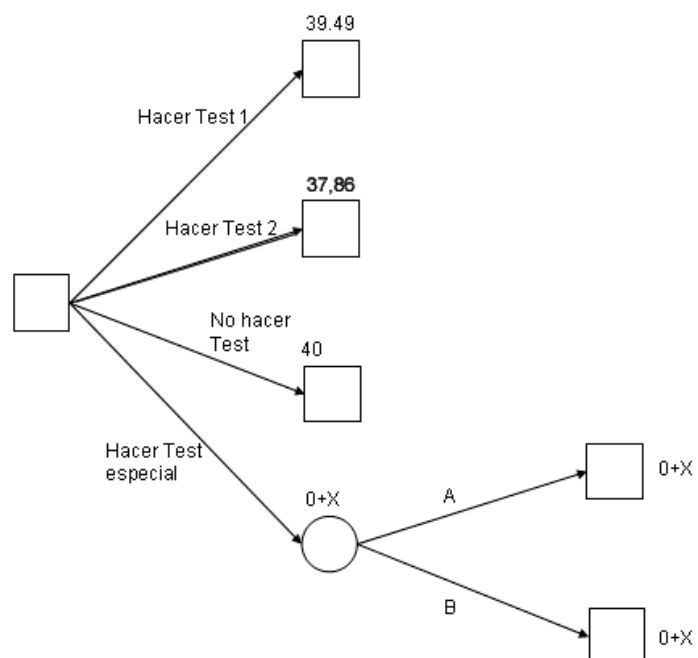 39.49
Hacer Test 1
37,86
Hacer Test 2
No hacer
Test
40
Hacer Test
especial
0+X
A
0+X
B
0+X